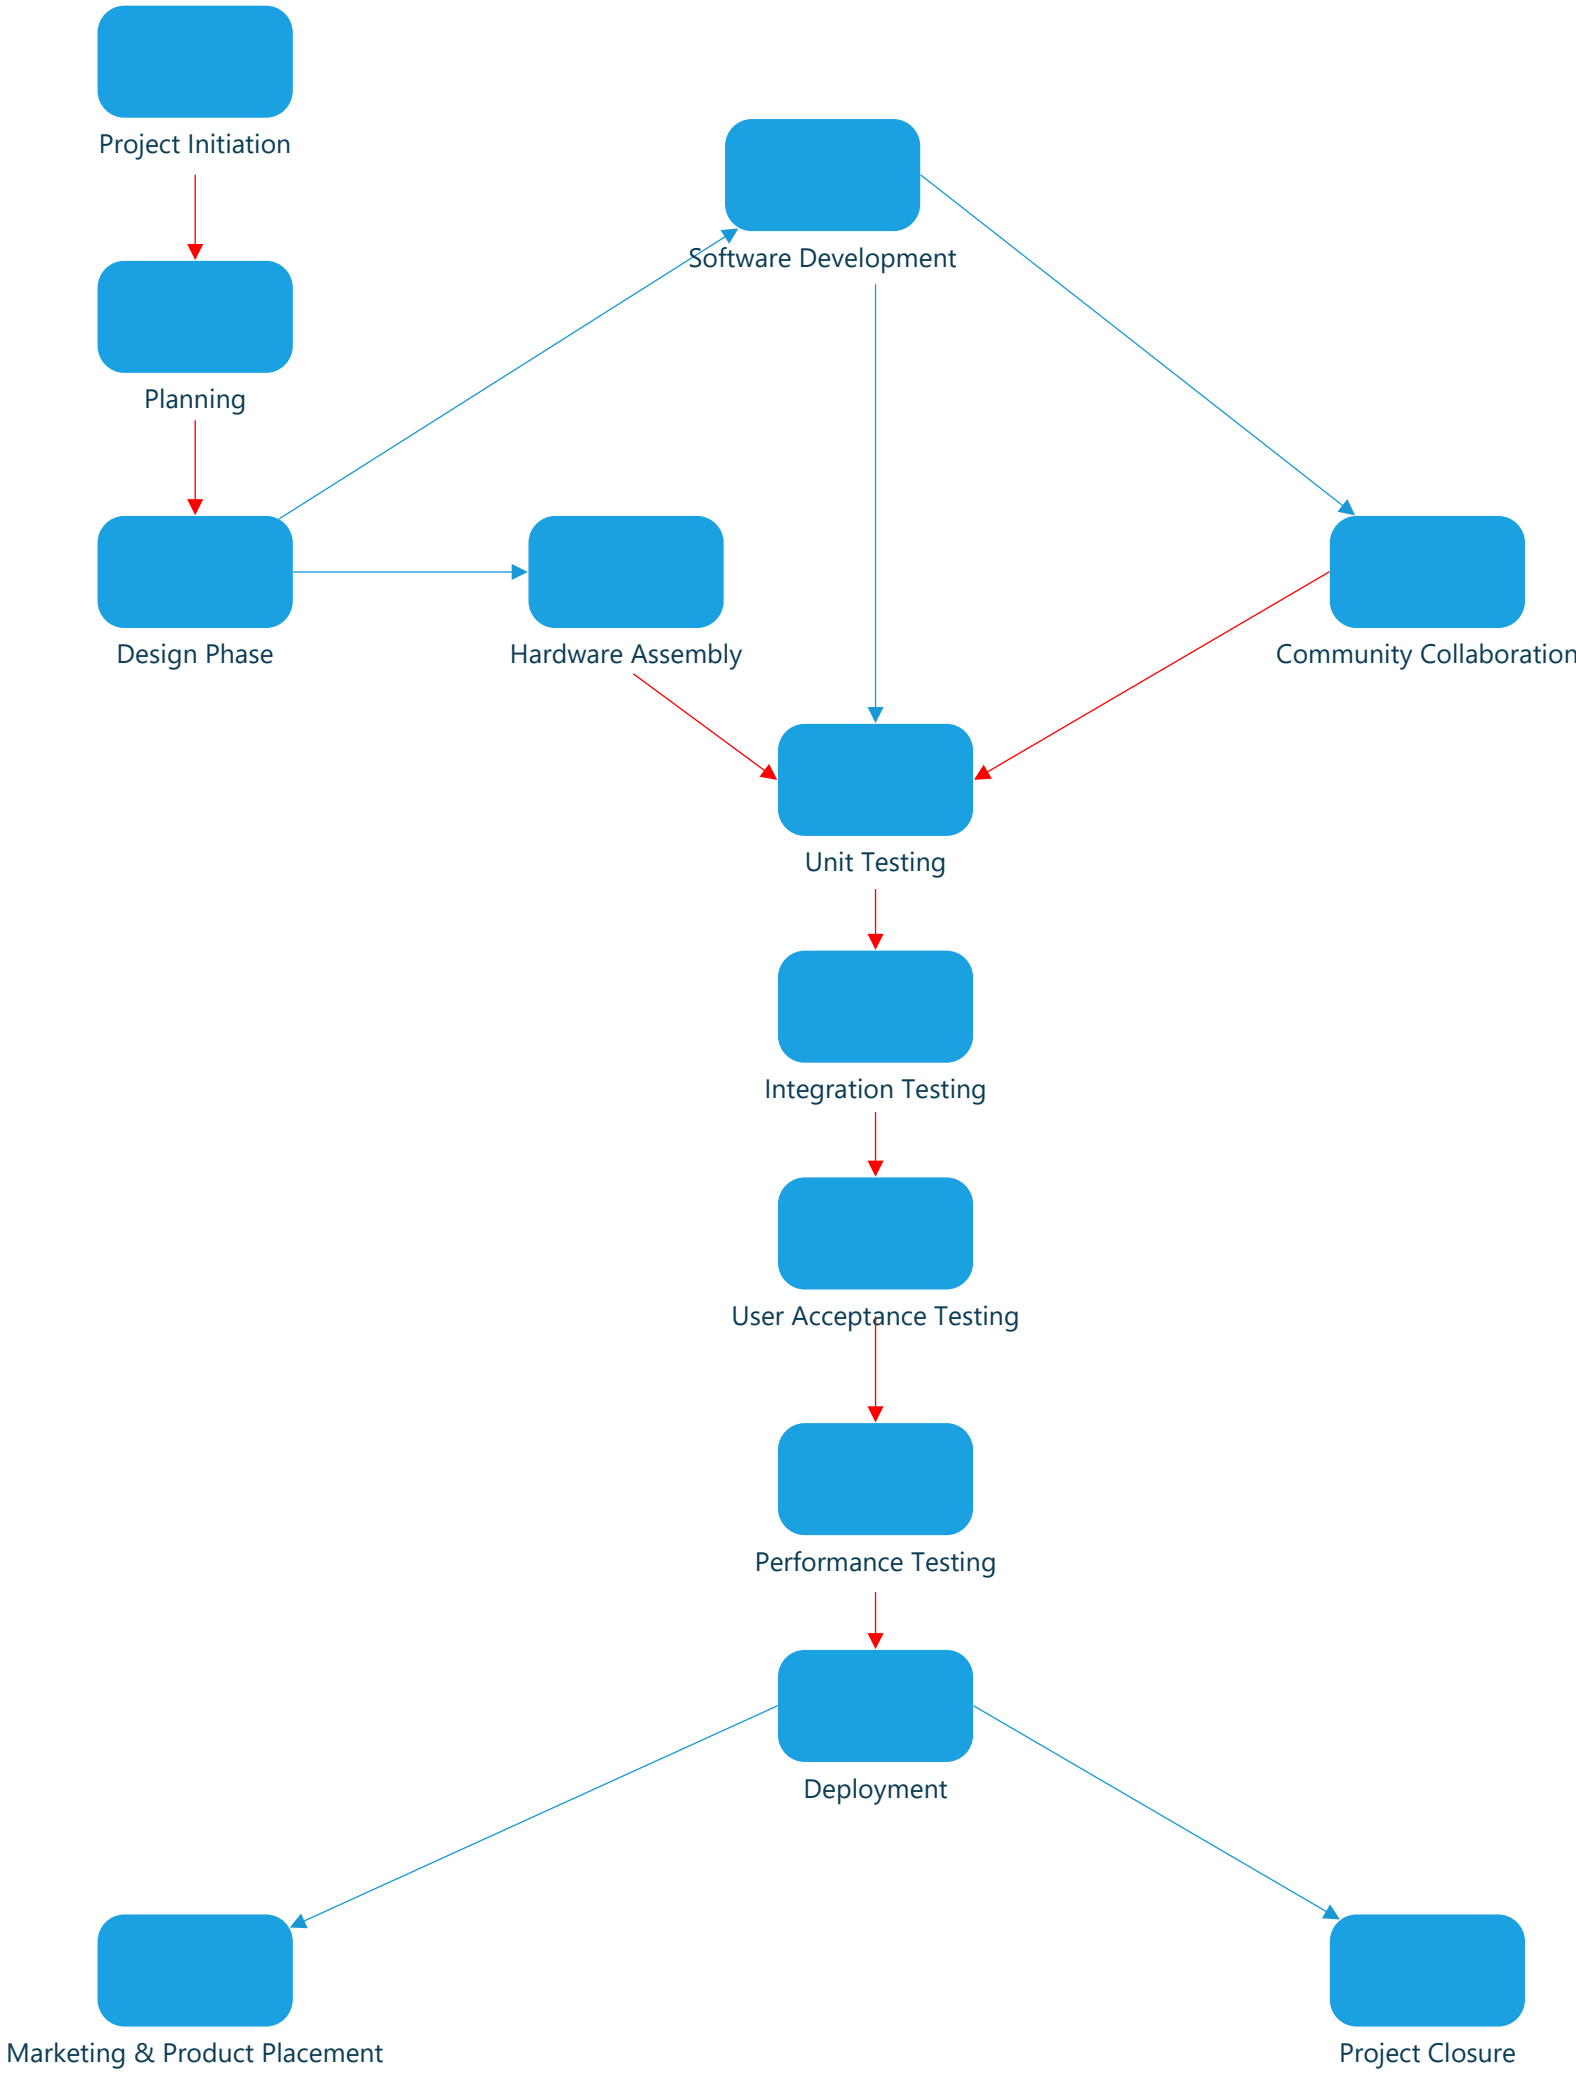 Project Initiation
Software Development
Planning
Design Phase
Hardware Assembly
Community Collaboration
Unit Testing
Integration Testing
User Acceptance Testing
Performance Testing
Deployment
Marketing & Product Placement
Project Closure